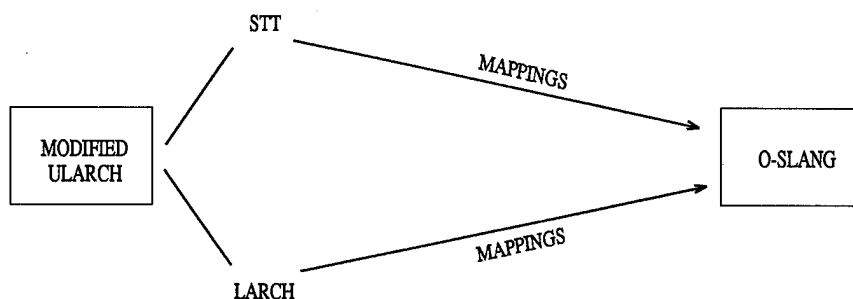 STT
MAPPINGS
MODIFIED
ULARCH
O-SLANG
MAPPINGS
LARCH